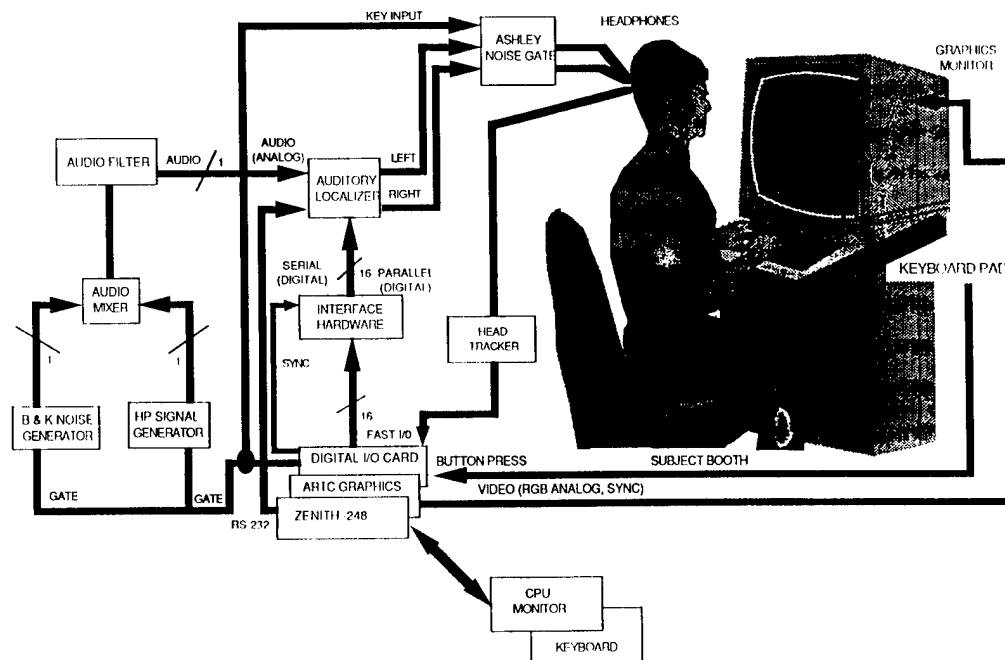 KEY INPUT
HEADPHONES
ASHLEY
NOISE GATE
GRAPHICS
MONITOR
AUDIO FILTER
AUDIO
1
AUDIO
(ANALOG)
LEFT
AUDITORY
LOCALIZER
RIGHT
SERIAL
(DIGITAL)
16 PARALLEL
(DIGITAL)
KEYBOARD PAD
AUDIO
MIXER
INTERFACE
HARDWARE
HEAD
TRACKER
1
1
SYNC
16
B & K NOISE
GENERATOR
HP SIGNAL
GENERATOR
FAST I/0
DIGITAL I/O CARD
BUTTON PRESS
SUBJECT BOOTH
ARTC GRAPHICS
VIDEO (RGB ANALOG, SYNC)
GATE
GATE
RS 232
ZENITH -248
CPU
MONITOR
KEYBOARD